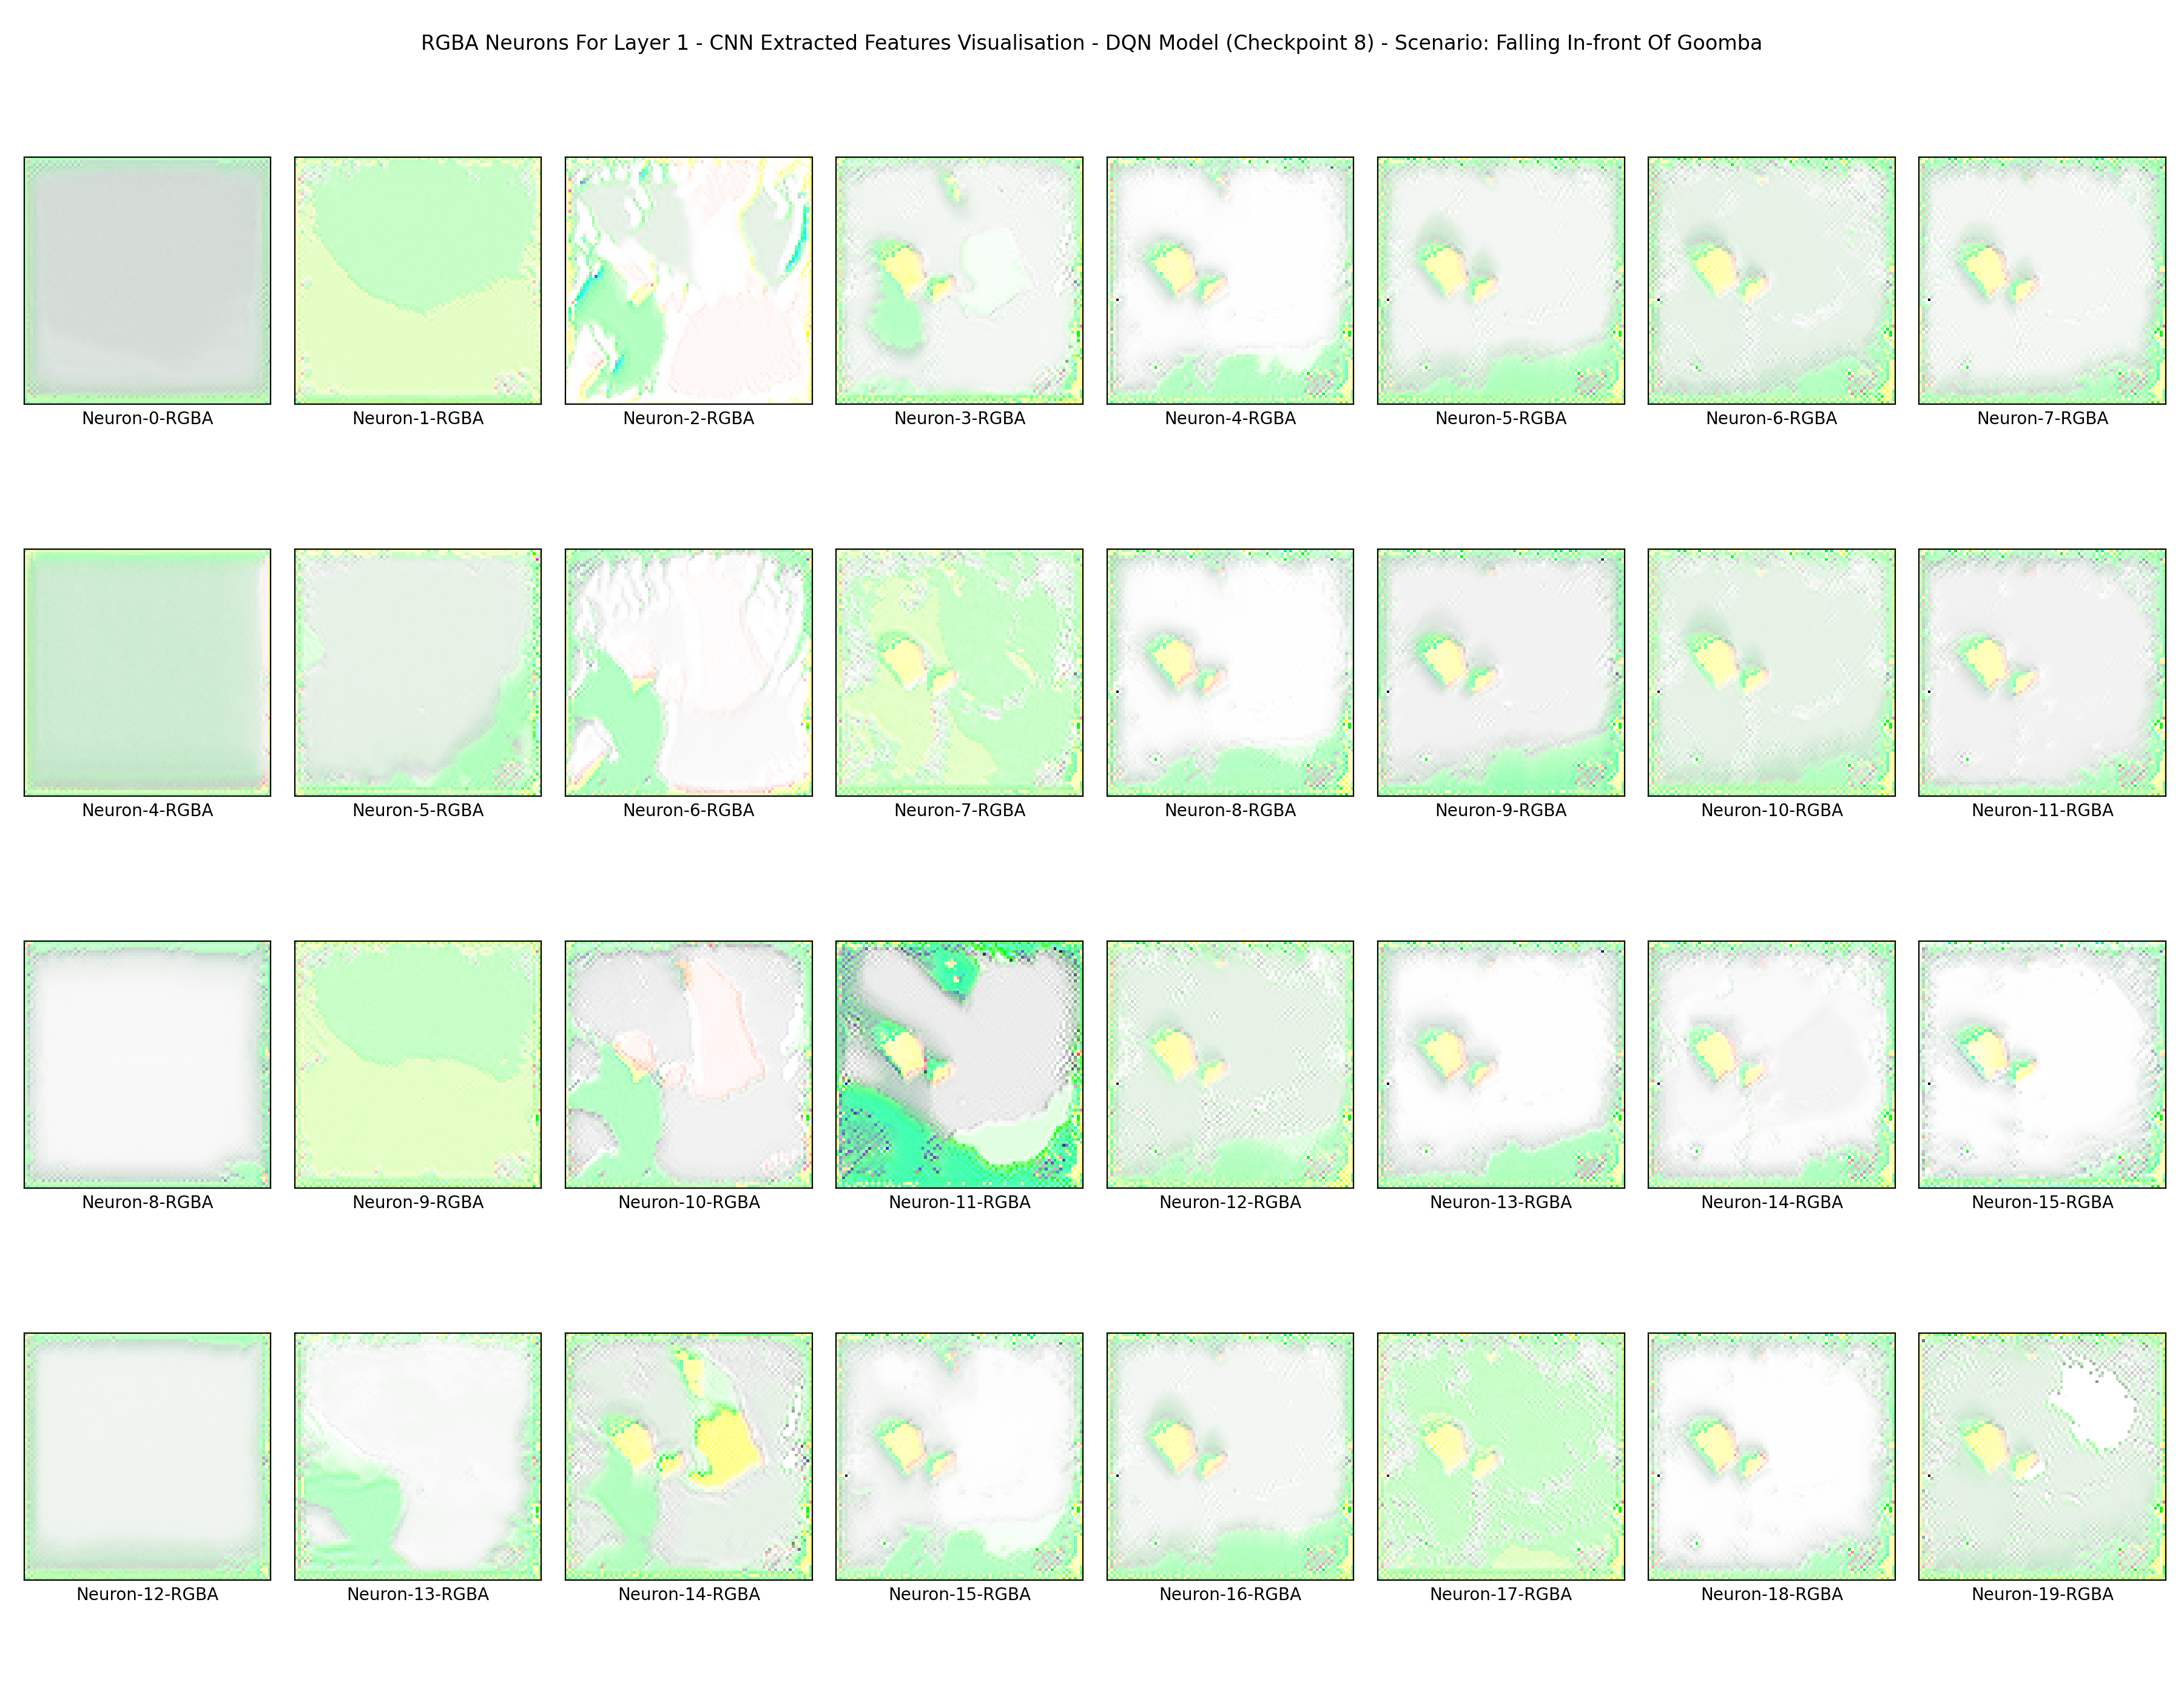 RGBA Neurons For Layer 1 - CNN Extracted Features Visualisation - DQN Model (Checkpoint 8) - Scenario: Falling In-front Of Goomba
Neuron-0-RGBA
Neuron-1-RGBA
Neuron-2-RGBA
Neuron-3-RGBA
Neuron-4-RGBA
Neuron-5-RGBA
Neuron-6-RGBA
Neuron-7-RGBA
Neuron-4-RGBA
Neuron-5-RGBA
Neuron-6-RGBA
Neuron-7-RGBA
Neuron-8-RGBA
Neuron-9-RGBA
Neuron-10-RGBA
Neuron-11-RGBA
Neuron-8-RGBA
Neuron-9-RGBA
Neuron-10-RGBA
Neuron-11-RGBA
Neuron-12-RGBA
Neuron-13-RGBA
Neuron-14-RGBA
Neuron-15-RGBA
Neuron-12-RGBA
Neuron-13-RGBA
Neuron-14-RGBA
Neuron-15-RGBA
Neuron-16-RGBA
Neuron-17-RGBA
Neuron-18-RGBA
Neuron-19-RGBA